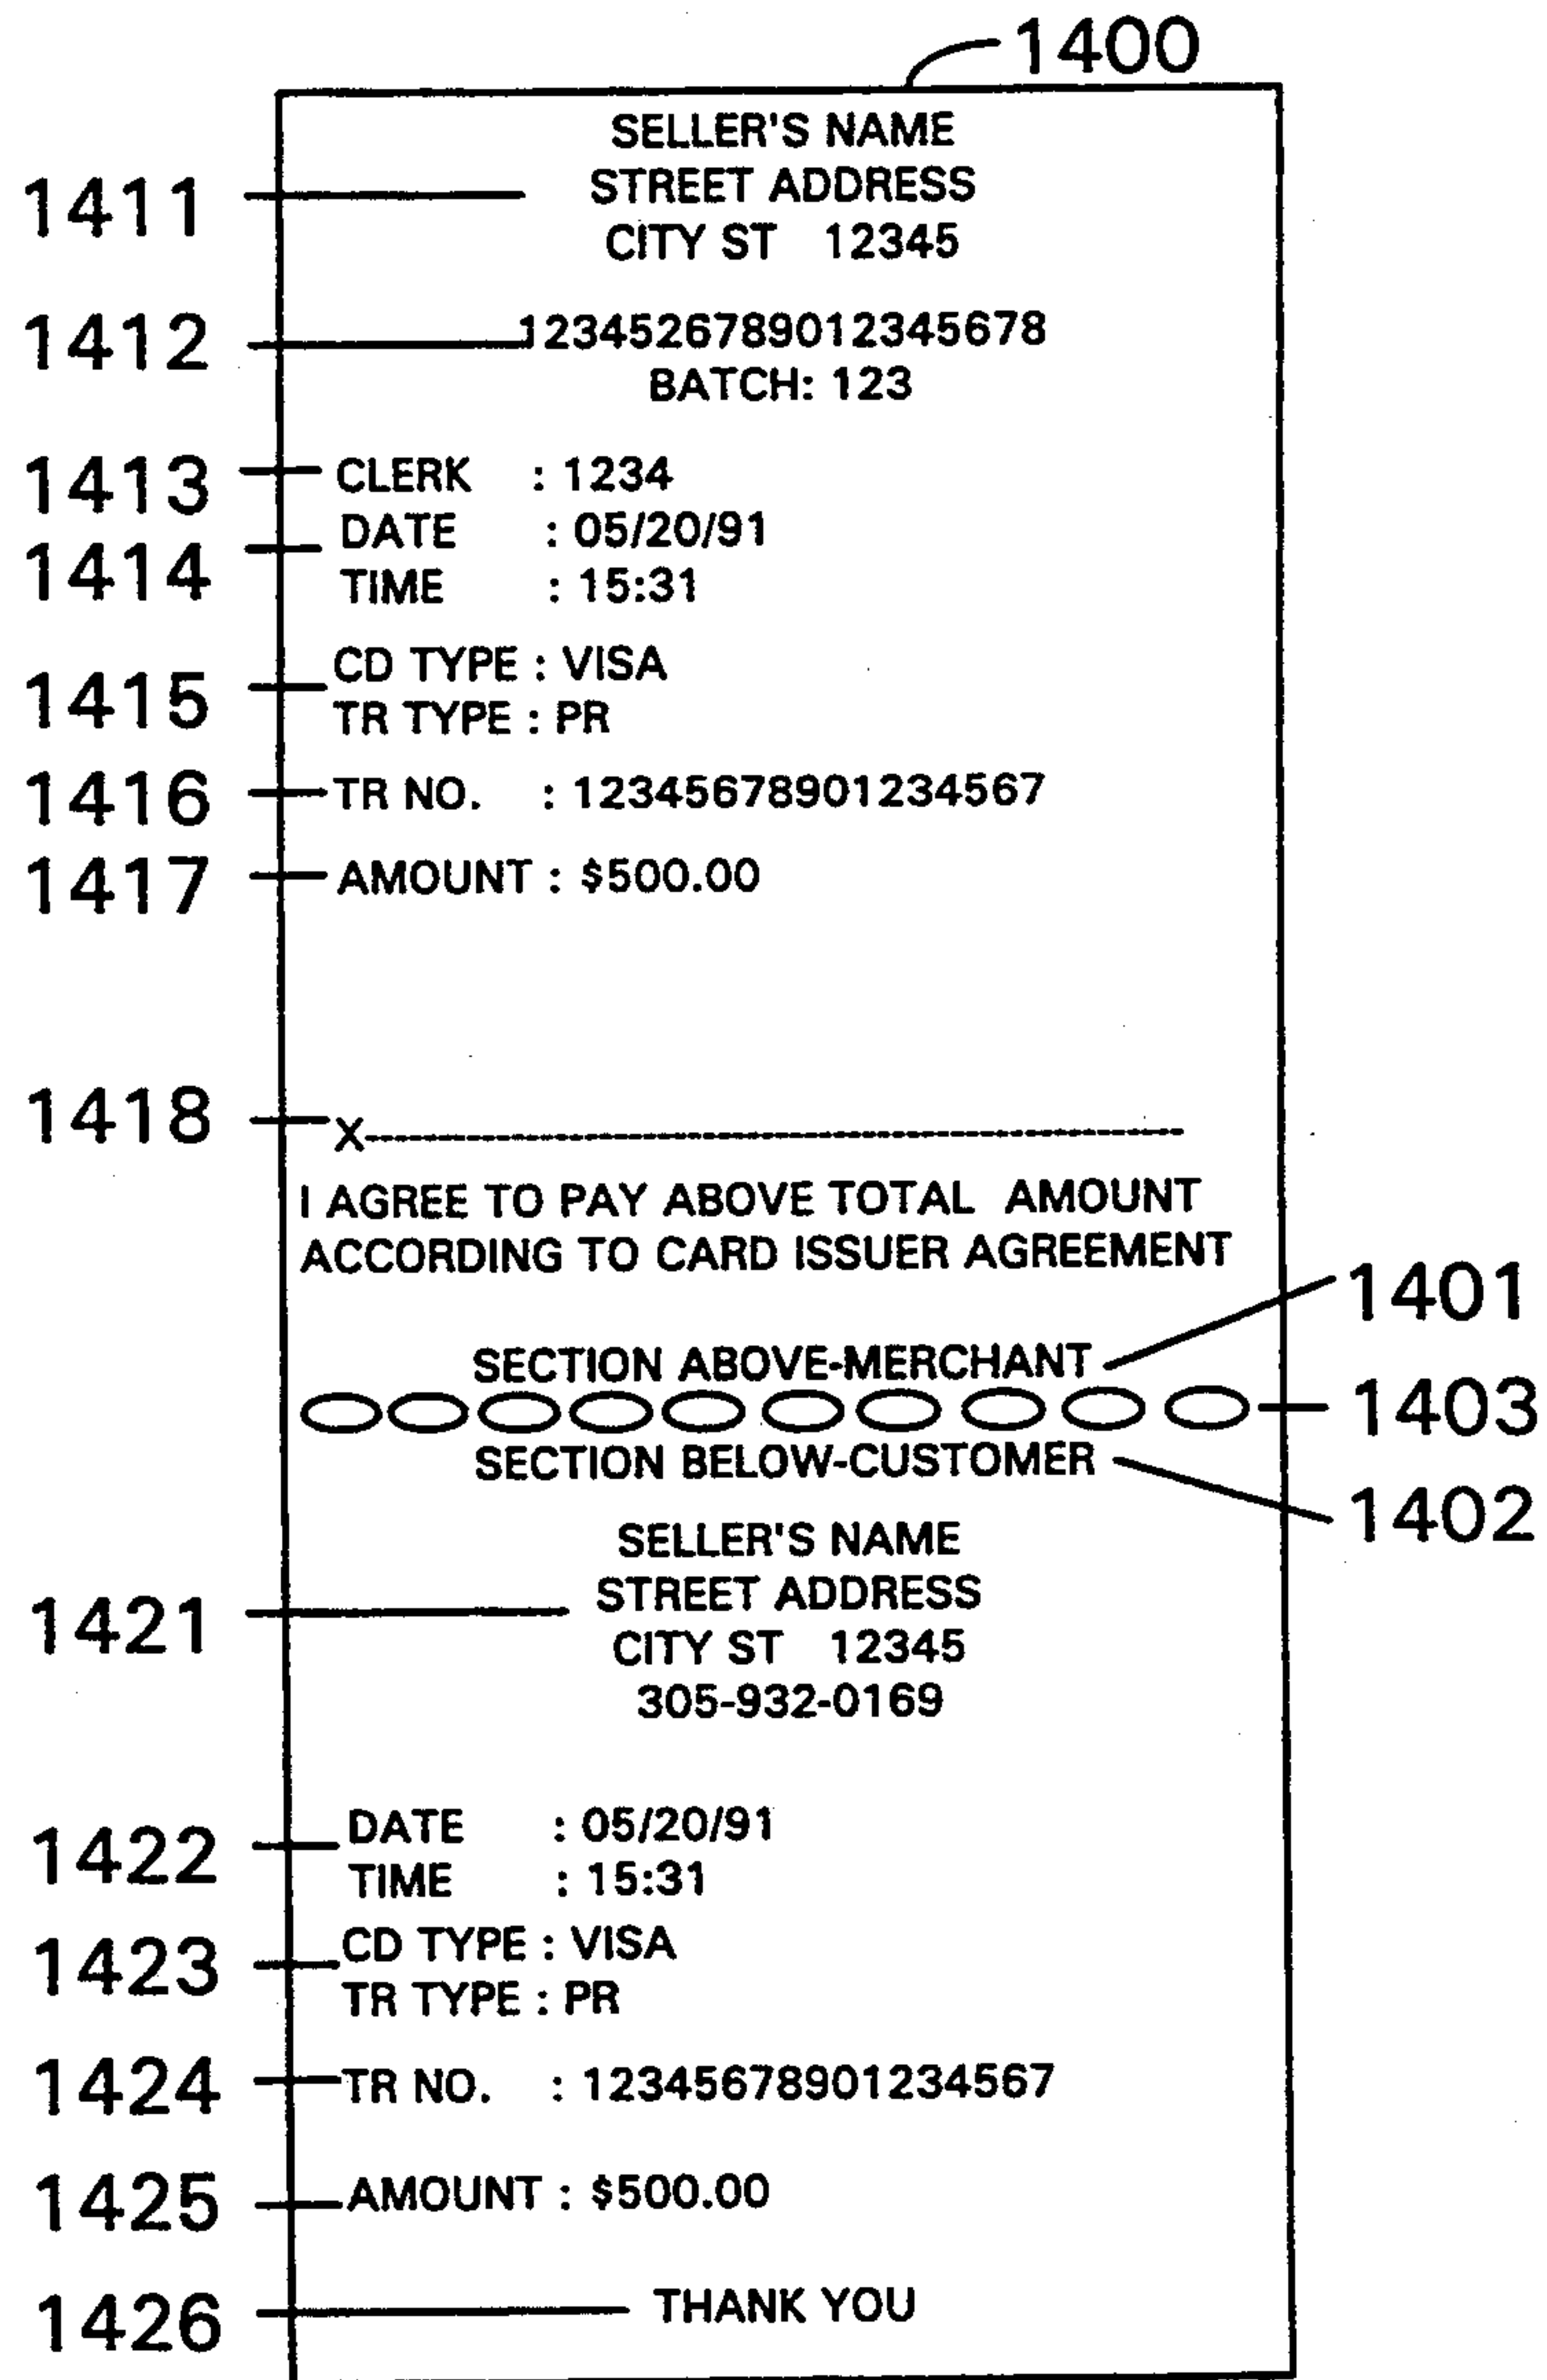 1400
SELLER'S NAME
1411 STREET ADDRESS
CITY ST 12345
1412 1234526789012345678
BATCH: 123
1413 CLERK : 1234
DATE : 05/20/91
1414
TIME : 15:31
CD TYPE : VISA
1415
TR TYPE : PR
1416 TR NO. : 12345678901234567
1417 AMOUNT : $500.00
1418 X
I AGREE TO PAY ABOVE TOTAL AMOUNT
ACCORDING TO CARD ISSUER AGREEMENT
1401
SECTION ABOVE-MERCHANT
1403
SECTION BELOW-CUSTOMER
1402
SELLER'S NAME
STREET ADDRESS
1421
CITY ST 12345
305-932-0169
DATE : 05/20/91
1422
TIME : 15:31
CD TYPE : VISA
1423
TR TYPE : PR
1424 TR NO. : 12345678901234567
1425 AMOUNT : $500.00
1426 THANK YOU